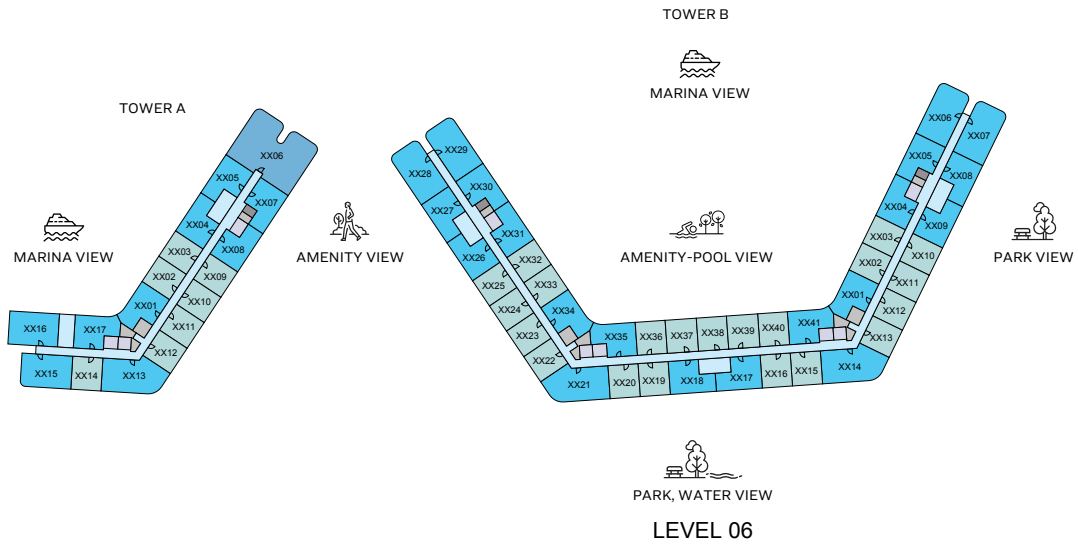 TOWER B
MARINA VIEW
TOWER A
XX06
XX05
XX07
XX04
XX08
XX03
XX09
XX02
XX10
XX01
XX11
XX12
XX16
XX17
XX15
XX14
XX13
MARINA VIEW
AMENITY VIEW
XX29
XX28
XX30
XX27
XX31
XX26
XX32
XX25
XX33
XX24
XX34
XX23
XX22
XX21
XX35
XX36
XX37
XX38
XX39
XX40
XX41
XX20
XX19
XX18
XX17
XX16
XX15
XX14
AMENITY-POOL VIEW
XX06
XX07
XX05
XX08
XX04
XX09
XX03
XX10
XX02
XX11
XX01
XX12
XX13
PARK VIEW
PARK, WATER VIEW
LEVEL 06